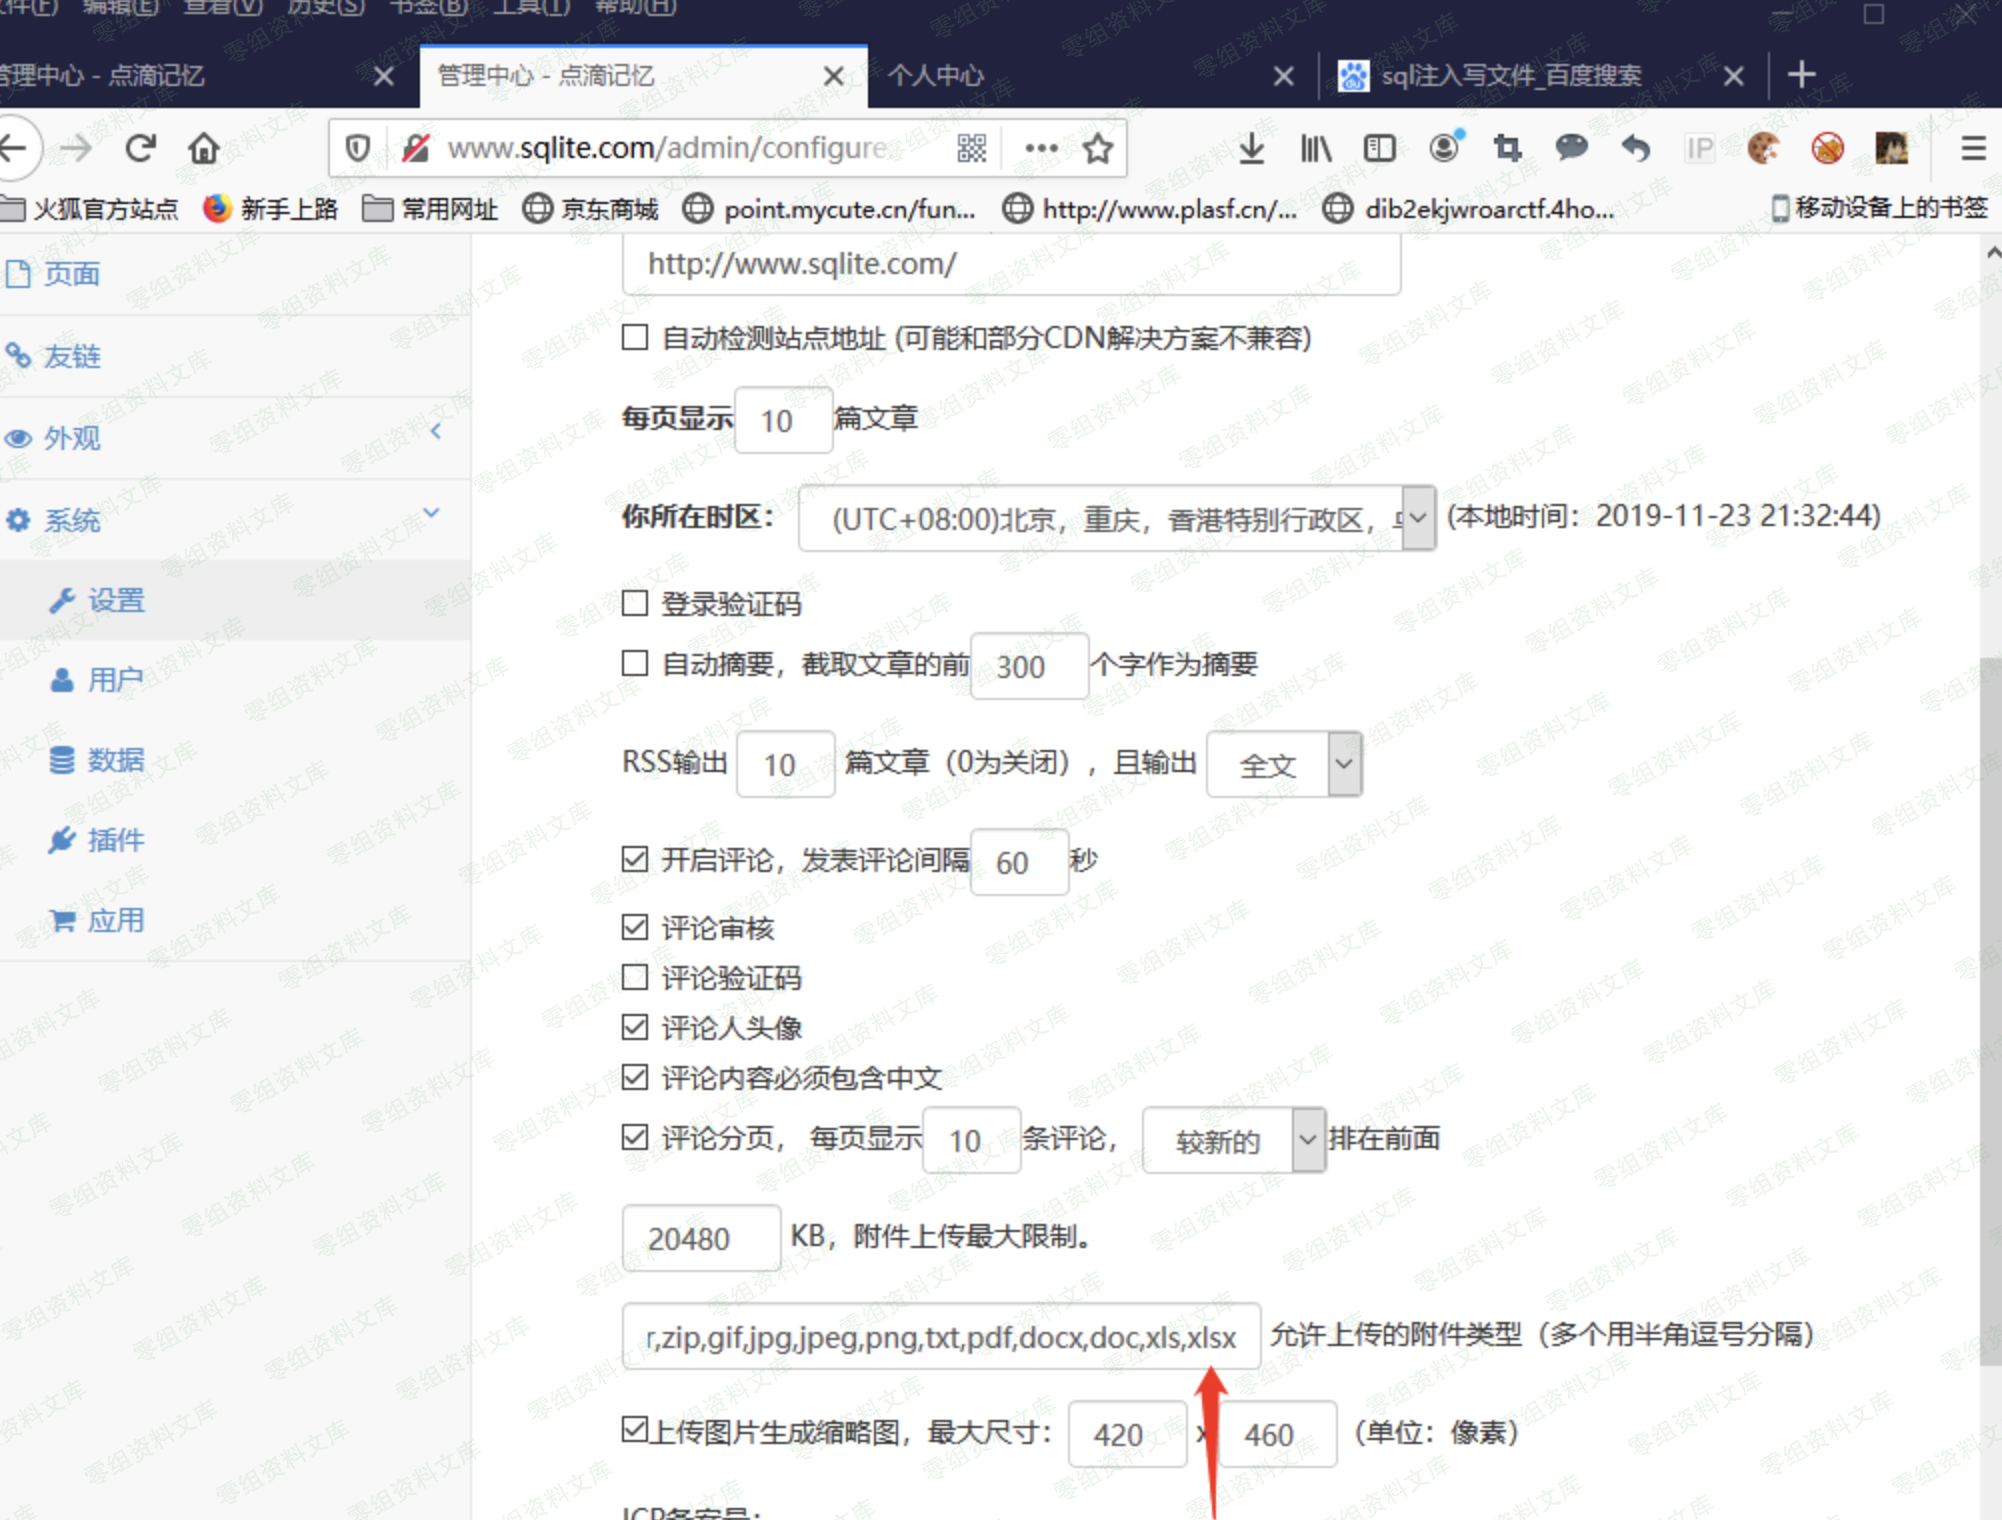 文件(F) 编辑(E) 查看(V) 历史(S) 书签(B) 工具(T) 帮助(H)
管理中心 - 点滴记忆
管理中心 - 点滴记忆
个人中心
sql注入写文件_百度搜索
www.sqlite.com/admin/configure.
IP
火狐官方站点
新手上路
常用网址
京东商城
point.mycute.cn/fun...
http://www.plasf.cn/...
dib2ekjwroarctf.4ho...
移动设备上的书签
页面
友链
外观
系统
设置
用户
数据
插件
应用
http://www.sqlite.com/
自动检测站点地址 (可能和部分CDN解决方案不兼容)
每页显示 10 篇文章
你所在时区： (UTC+08:00)北京，重庆，香港特别行政区， (本地时间：2019-11-23 21:32:44)
登录验证码
自动摘要，截取文章的前 300 个字作为摘要
RSS输出 10 篇文章（0为关闭），且输出 全文
开启评论，发表评论间隔 60 秒
评论审核
评论验证码
评论人头像
评论内容必须包含中文
评论分页， 每页显示 10 条评论， 较新的 排在前面
20480 KB，附件上传最大限制。
r,zip,gif,jpg,jpeg,png,txt,pdf,docx,doc,xls,xlsx 允许上传的附件类型（多个用半角逗号分隔）
上传图片生成缩略图，最大尺寸： 420 x 460 （单位：像素）
ICP备案号：
零组资料文库